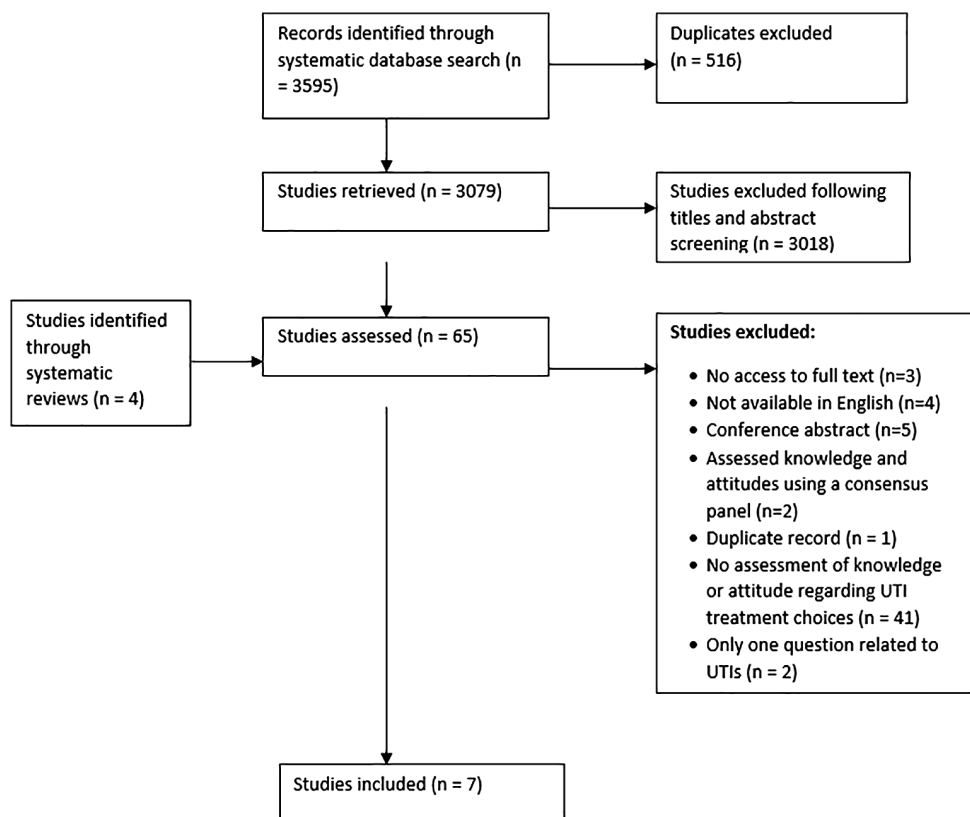 Records identified through
systematic database search (n
= 3595)
Duplicates excluded
(n = 516)
Studies retrieved (n = 3079)
Studies excluded following
titles and abstract
screening (n = 3018)
Studies identified
through
systematic
reviews (n = 4)
Studies assessed (n = 65)
Studies excluded:
• No access to full text (n=3)
• Not available in English (n=4)
• Conference abstract (n=5)
• Assessed knowledge and
attitudes using a consensus
panel (n=2)
• Duplicate record (n = 1)
• No assessment of knowledge
or attitude regarding UTI
treatment choices (n = 41)
• Only one question related to
UTIs (n = 2)
Studies included (n = 7)